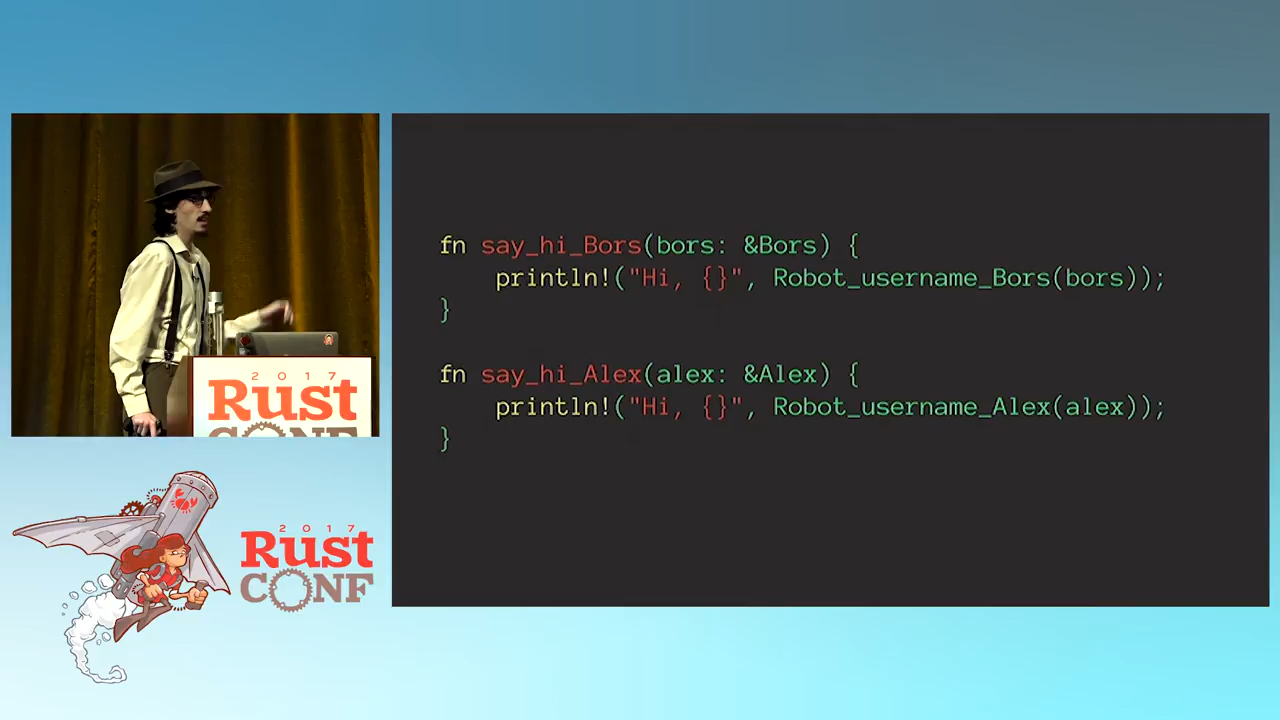 fn say_hi_Bors(bors: &Bors) {
println!("Hi, {}", Robot_username_Bors(bors));
}
fn say_hi_Alex(alex: &Alex) {
println!("Hi, {}", Robot_username_Alex(alex));
}
2017
Rust
CONF
2017
Rust
CONF